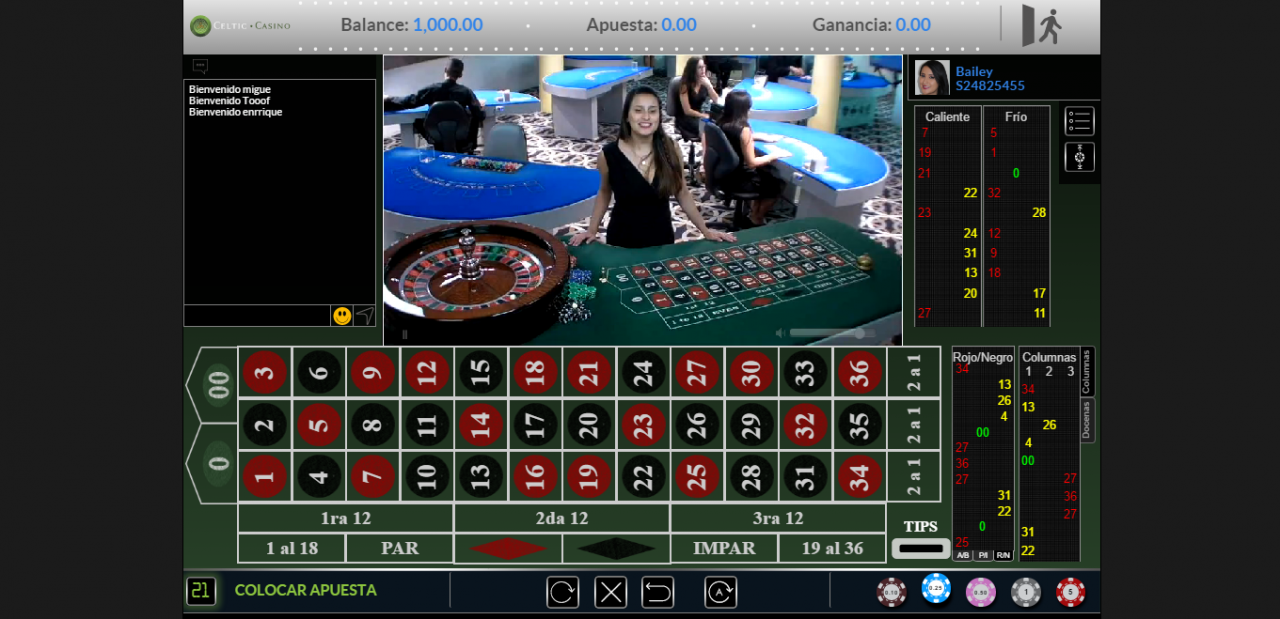 CELTIC • CASINO
Balance: 1,000.00
Apuesta: 0.00
Ganancia: 0.00
Bienvenido migue
Bienvenido Tooof
Bienvenido enrrique
Bailey
S24825455
Caliente Frío
7 5
19 1
21 0
22 32
23 28
24 12
31 9
13 18
20 17
27 11
00 3 6 9 12 15 18 21 24 27 30 33 36 2 a 1
2 5 8 11 14 17 20 23 26 29 32 35 2 a 1
0 1 4 7 10 13 16 19 22 25 28 31 34 2 a 1
1ra 12 2da 12 3ra 12
1 al 18 PAR IMPAR 19 al 36
TIPS
Rojo/Negro
34
13
26
4
00
27
36
27
31
22
0
25
A/B P/I R/N
Columnas
1 2 3
34
13
26
4
00
27
36
27
31
22
Columnas
Docenas
21 COLOCAR APUESTA
A
0.10 0.25 0.50 1 5